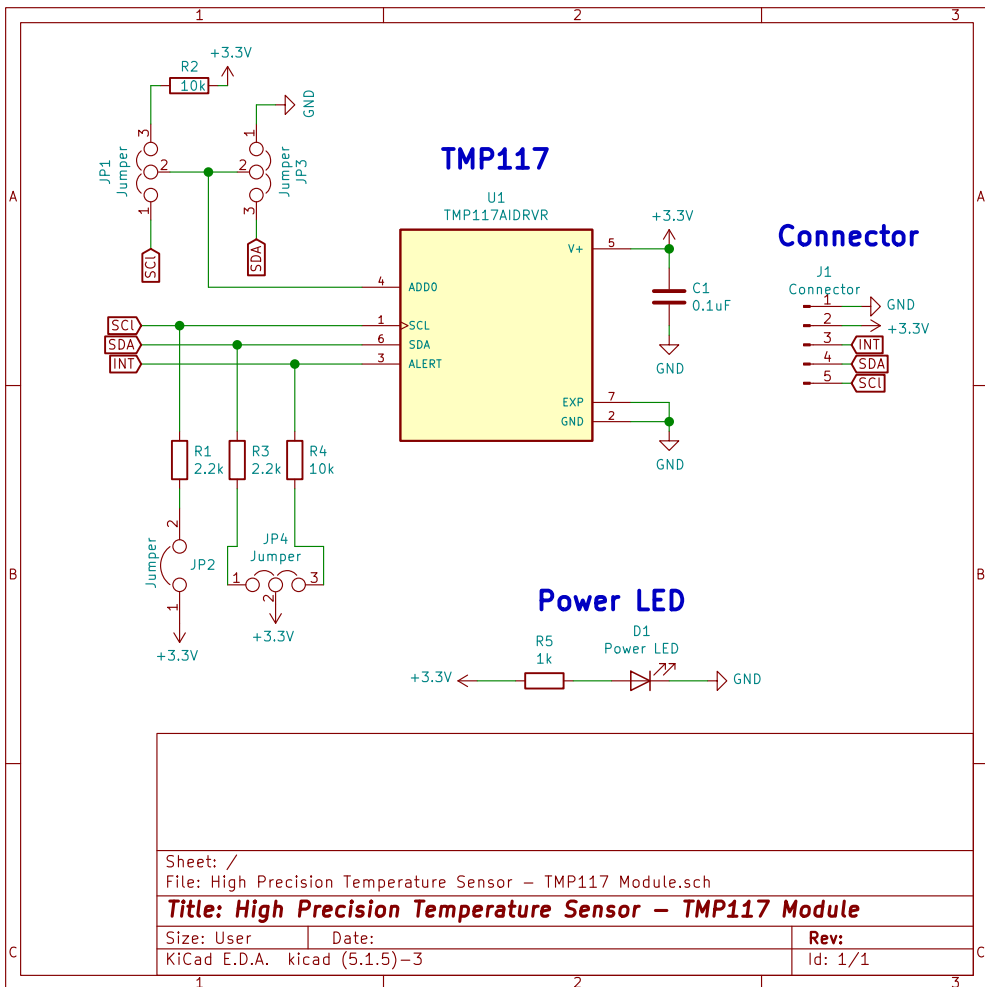 1
2
3
+3.3V
R2
10k
GND
3
1
JP1
Jumper
2
2
Jumper
JP3
1
3
SCl
SDA
TMP117
A
A
U1
TMP117AIDRVR
+3.3V
V+
5
Connector
4
ADD0
C1
0.1uF
J1
Connector
1
GND
2
+3.3V
3
INT
4
SDA
5
SCl
SCl
1
SCL
SDA
6
SDA
INT
3
ALERT
GND
EXP
7
GND
2
GND
R1
2.2k
R3
2.2k
R4
10k
2
Jumper
JP2
1
+3.3V
JP4
Jumper
1
2
3
+3.3V
B
B
Power LED
R5
1k
D1
Power LED
+3.3V
GND
Sheet: /
File: High Precision Temperature Sensor – TMP117 Module.sch
Title: High Precision Temperature Sensor – TMP117 Module
Size: User
Date:
Rev:
KiCad E.D.A. kicad (5.1.5)-3
Id: 1/1
C
C
1
2
3